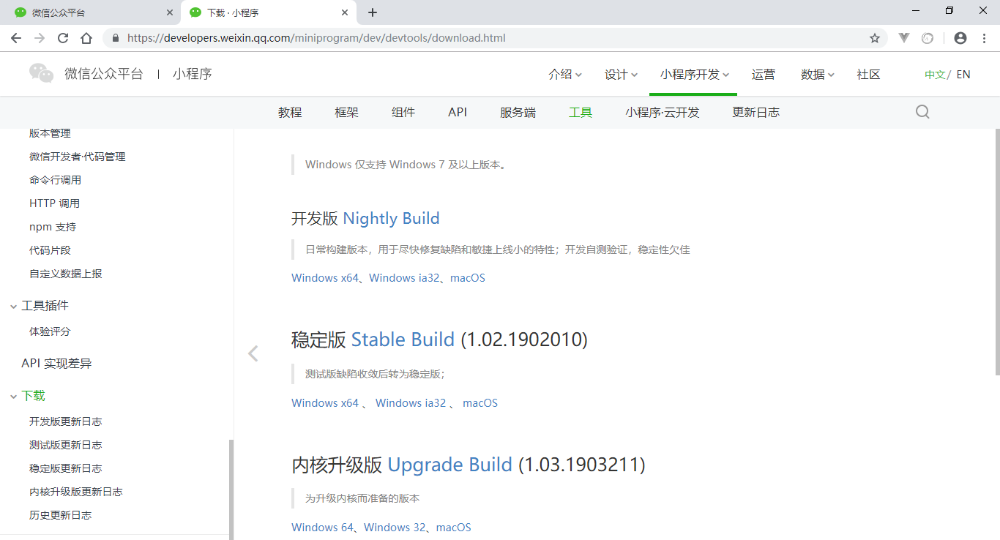 微信公众平台
下载 · 小程序
https://developers.weixin.qq.com/miniprogram/dev/devtools/download.html
微信公众平台 | 小程序
介绍 设计 小程序开发 运营 数据 社区 中文/ EN
教程 框架 组件 API 服务端 工具 小程序·云开发 更新日志
版本管理
微信开发者·代码管理
命令行调用
HTTP 调用
npm 支持
代码片段
自定义数据上报
工具插件
体验评分
API 实现差异
下载
开发版更新日志
测试版更新日志
稳定版更新日志
内核升级版更新日志
历史更新日志
Windows 仅支持 Windows 7 及以上版本。
开发版 Nightly Build
日常构建版本，用于尽快修复缺陷和敏捷上线小的特性；开发自测验证，稳定性欠佳
Windows x64、Windows ia32、macOS
稳定版 Stable Build (1.02.1902010)
测试版缺陷收敛后转为稳定版；
Windows x64 、 Windows ia32 、 macOS
内核升级版 Upgrade Build (1.03.1903211)
为升级内核而准备的版本
Windows 64、Windows 32、macOS